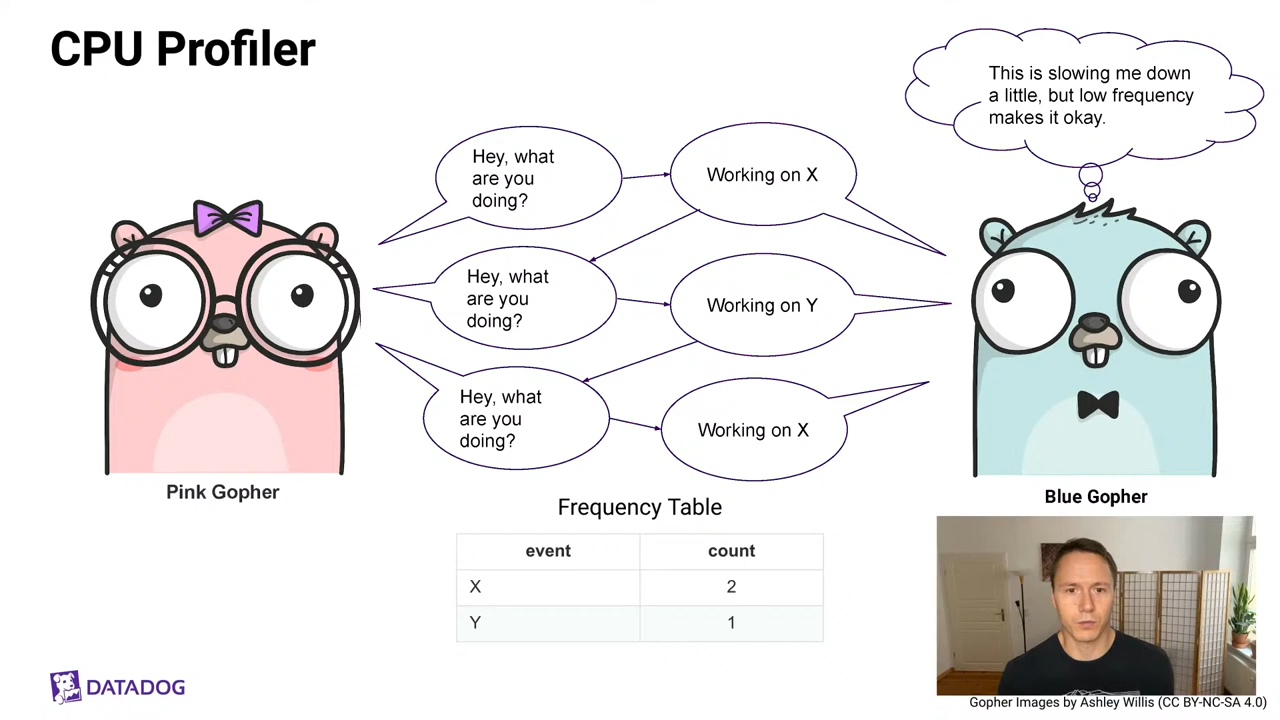 CPU Profiler
This is slowing me down
a little, but low frequency
makes it okay.
Hey, what
are you
doing?
Working on X
Hey, what
are you
doing?
Working on Y
Hey, what
are you
doing?
Working on X
Pink Gopher
Blue Gopher
Frequency Table
event count
X 2
Y 1
DATADOG
Gopher Images by Ashley Willis (CC BY-NC-SA 4.0)